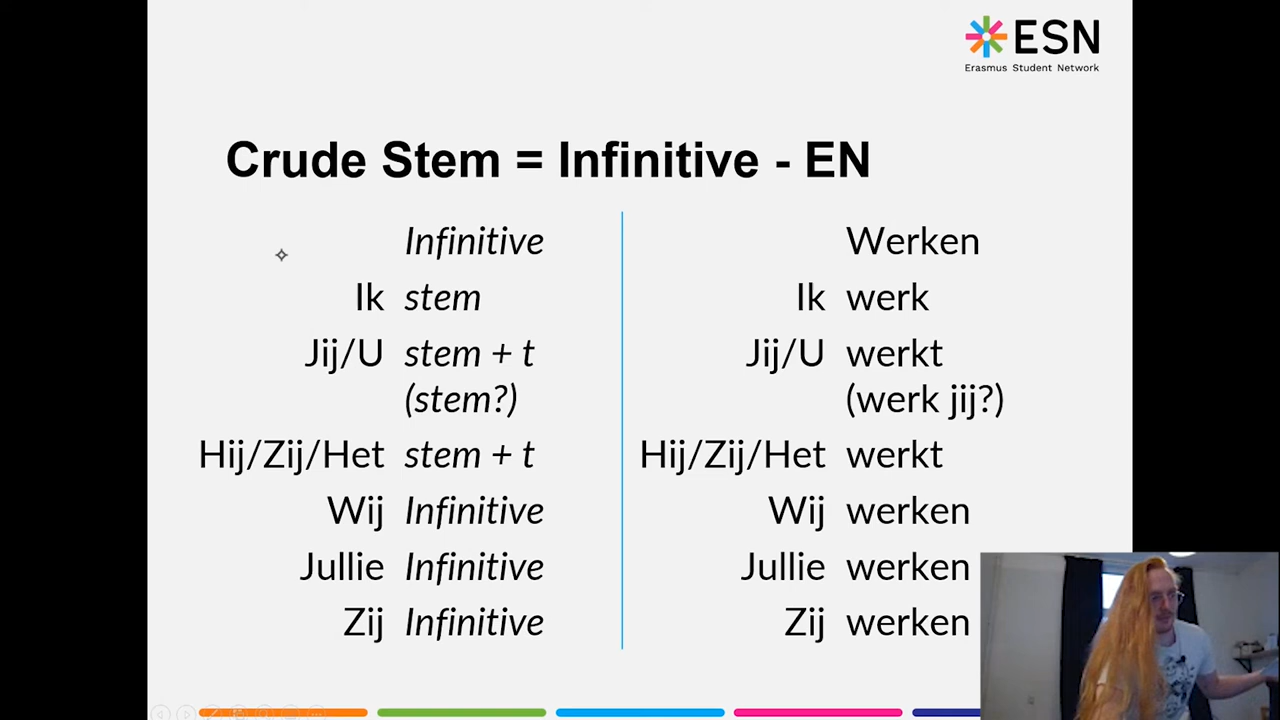 ESN
Erasmus Student Network
Crude Stem = Infinitive - EN
Infinitive
Ik stem
Jij/U stem + t
(stem?)
Hij/Zij/Het stem + t
Wij Infinitive
Jullie Infinitive
Zij Infinitive
Werken
Ik werk
Jij/U werkt
(werk jij?)
Hij/Zij/Het werkt
Wij werken
Jullie werken
Zij werken